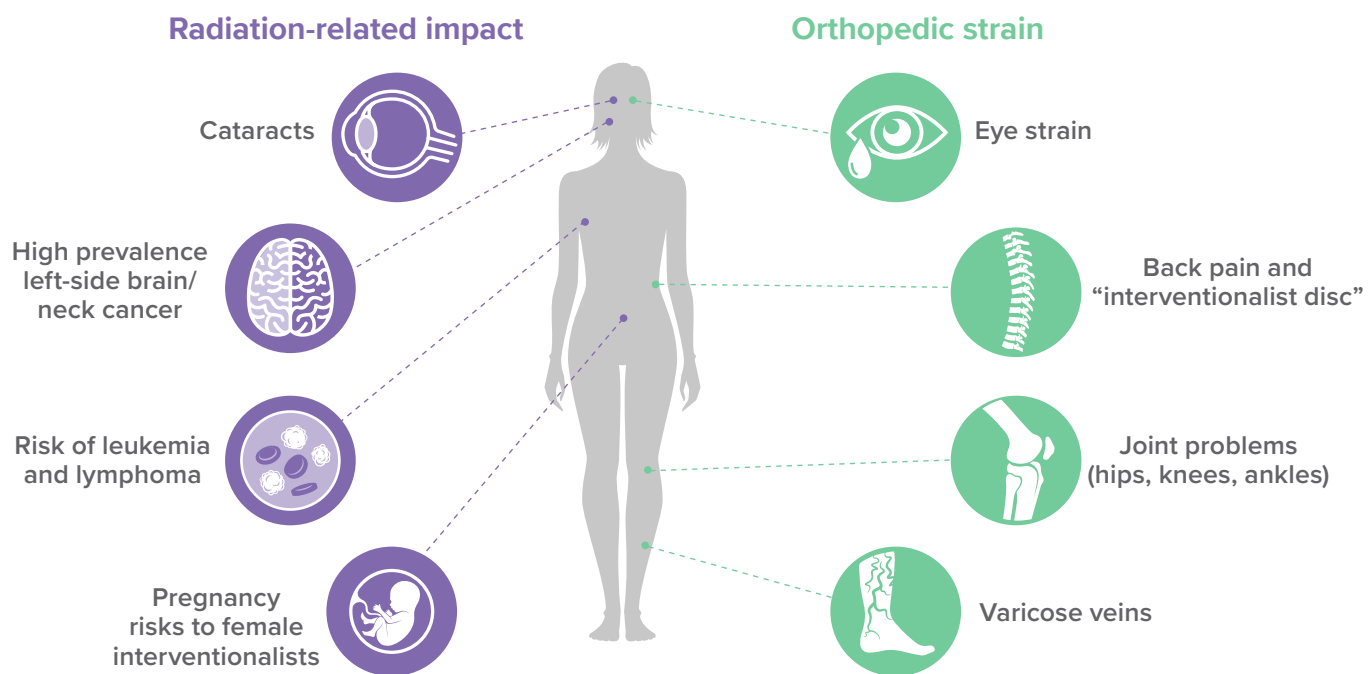 Radiation-related impact
Cataracts
High prevalence
left-side brain/
neck cancer
Risk of leukemia
and lymphoma
Pregnancy
risks to female
interventionalists
Orthopedic strain
Eye strain
Back pain and
“interventionalist disc”
Joint problems
(hips, knees, ankles)
Varicose veins